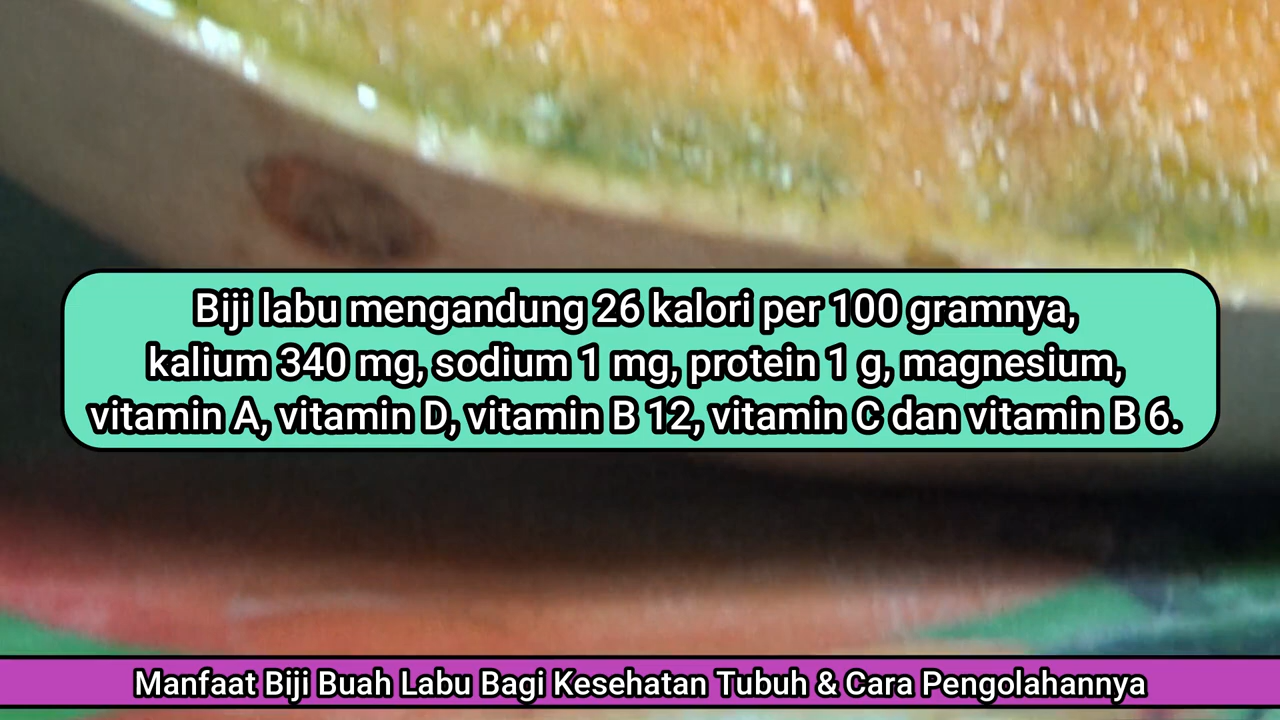 Biji labu mengandung 26 kalori per 100 gramnya,
kalium 340 mg, sodium 1 mg, protein 1 g, magnesium,
vitamin A, vitamin D, vitamin B 12, vitamin C dan vitamin B 6.
Manfaat Biji Buah Labu Bagi Kesehatan Tubuh & Cara Pengolahannya